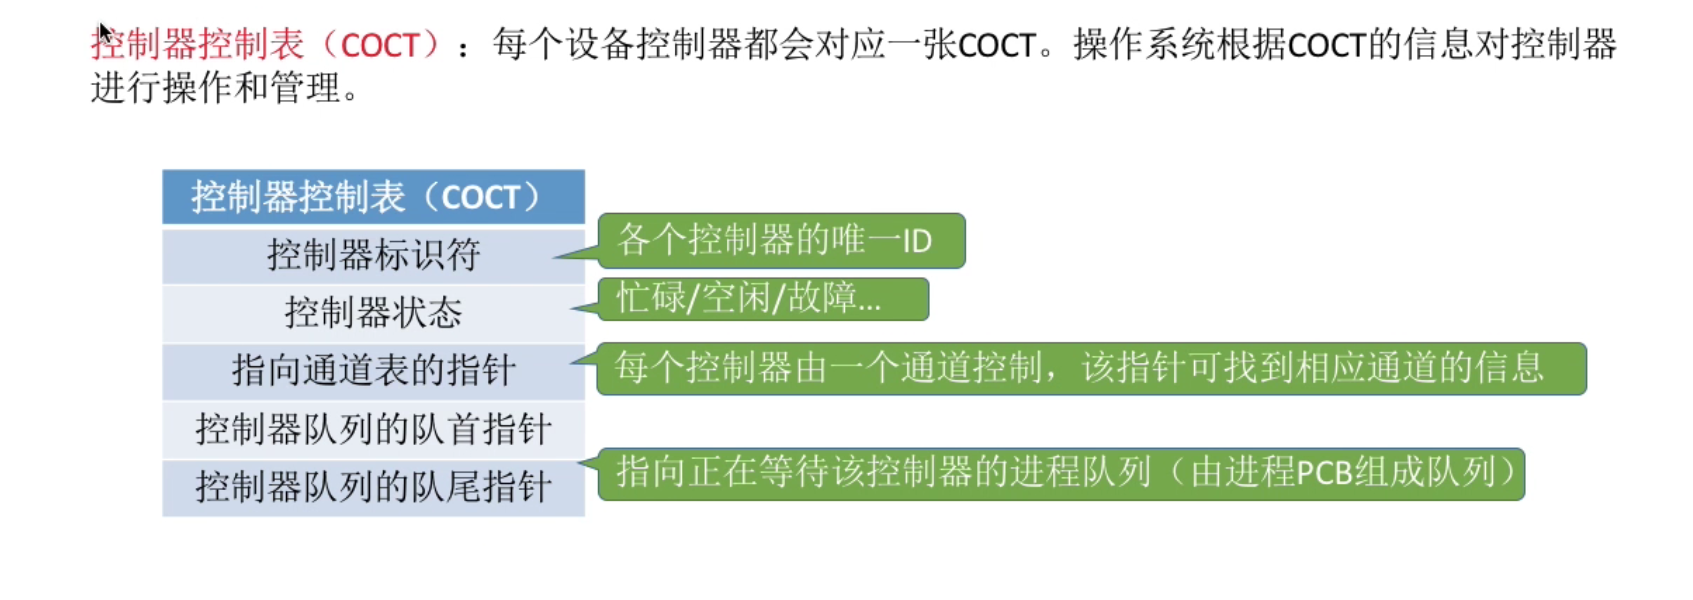 控制器控制表（COCT）：每个设备控制器都会对应一张COCT。操作系统根据COCT的信息对控制器
进行操作和管理。
控制器控制表（COCT）
控制器标识符
各个控制器的唯一ID
控制器状态
忙碌/空闲/故障...
指向通道表的指针
每个控制器由一个通道控制，该指针可找到相应通道的信息
控制器队列的队首指针
控制器队列的队尾指针
指向正在等待该控制器的进程队列（由进程PCB组成队列）